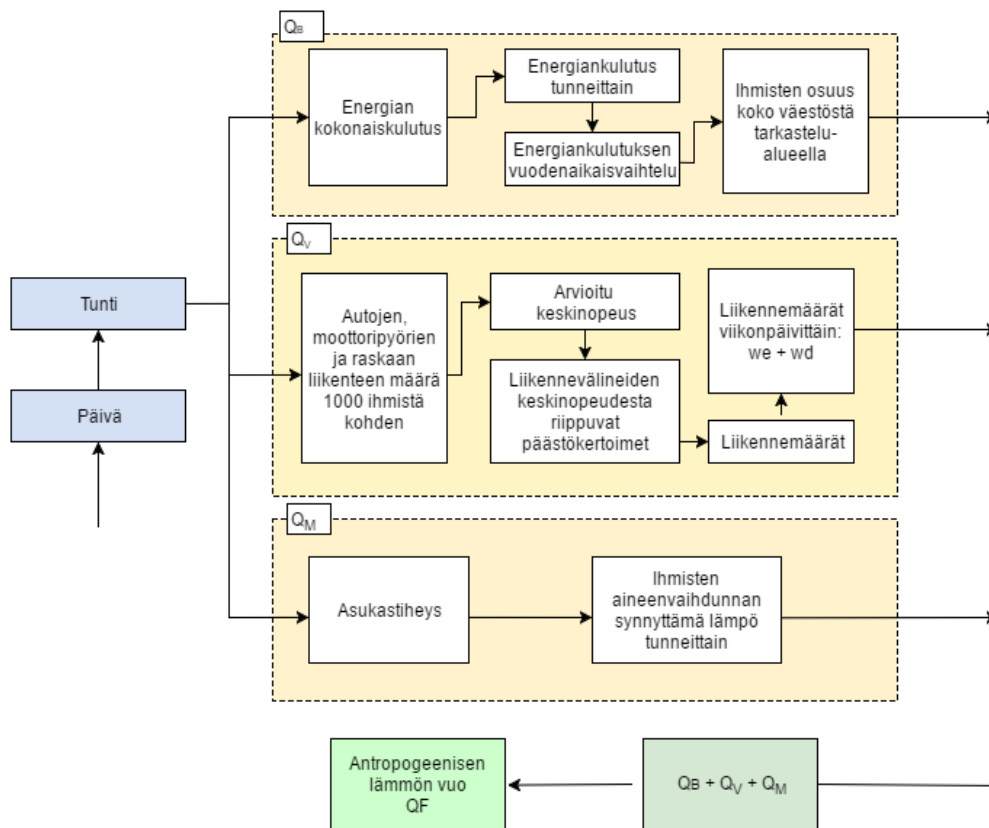 QB
Energian
kokonaiskulutus
Energiankulutus
tunneittain
Energiankulutuksen
vuodenaikaisvaihtelu
Ihmisten osuus
koko väestöstä
tarkastelu-
alueella
Tunti
Päivä
QV
Autojen,
moottoripyörien
ja raskaan
liikenteen määrä
1000 ihmistä
kohden
Arvioitu
keskinopeus
Liikennevälineiden
keskinopeudesta
riippuvat
päästökertoimet
Liikennemäärät
viikonpäivittäin:
we + wd
Liikennemäärät
QM
Asukastiheys
Ihmisten
aineenvaihdunnan
synnyttämä lämpö
tunneittain
Antropogeenisen
lämmön vuo
QF
QB + QV + QM